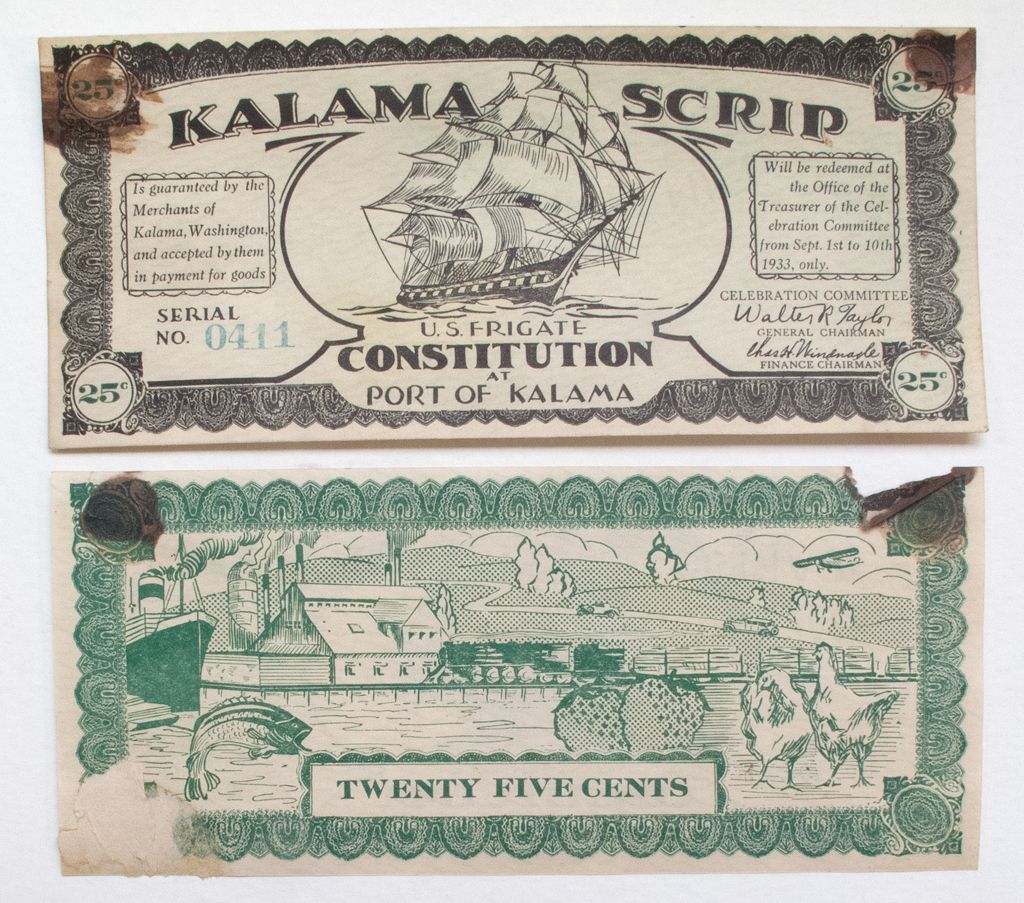 25¢
25¢
KALAMA SCRIP
Is guaranteed by the
Merchants of
Kalama, Washington,
and accepted by them
in payment for goods
Will be redeemed at
the Office of the
Treasurer of the Cel-
ebration Committee
from Sept. 1st to 10th
1933, only.
SERIAL
NO. 0411
CELEBRATION COMMITTEE
Walter R Taylor
GENERAL CHAIRMAN
Chas H Windnagle
FINANCE CHAIRMAN
U.S. FRIGATE
CONSTITUTION
AT
PORT OF KALAMA
25¢
25¢
TWENTY FIVE CENTS